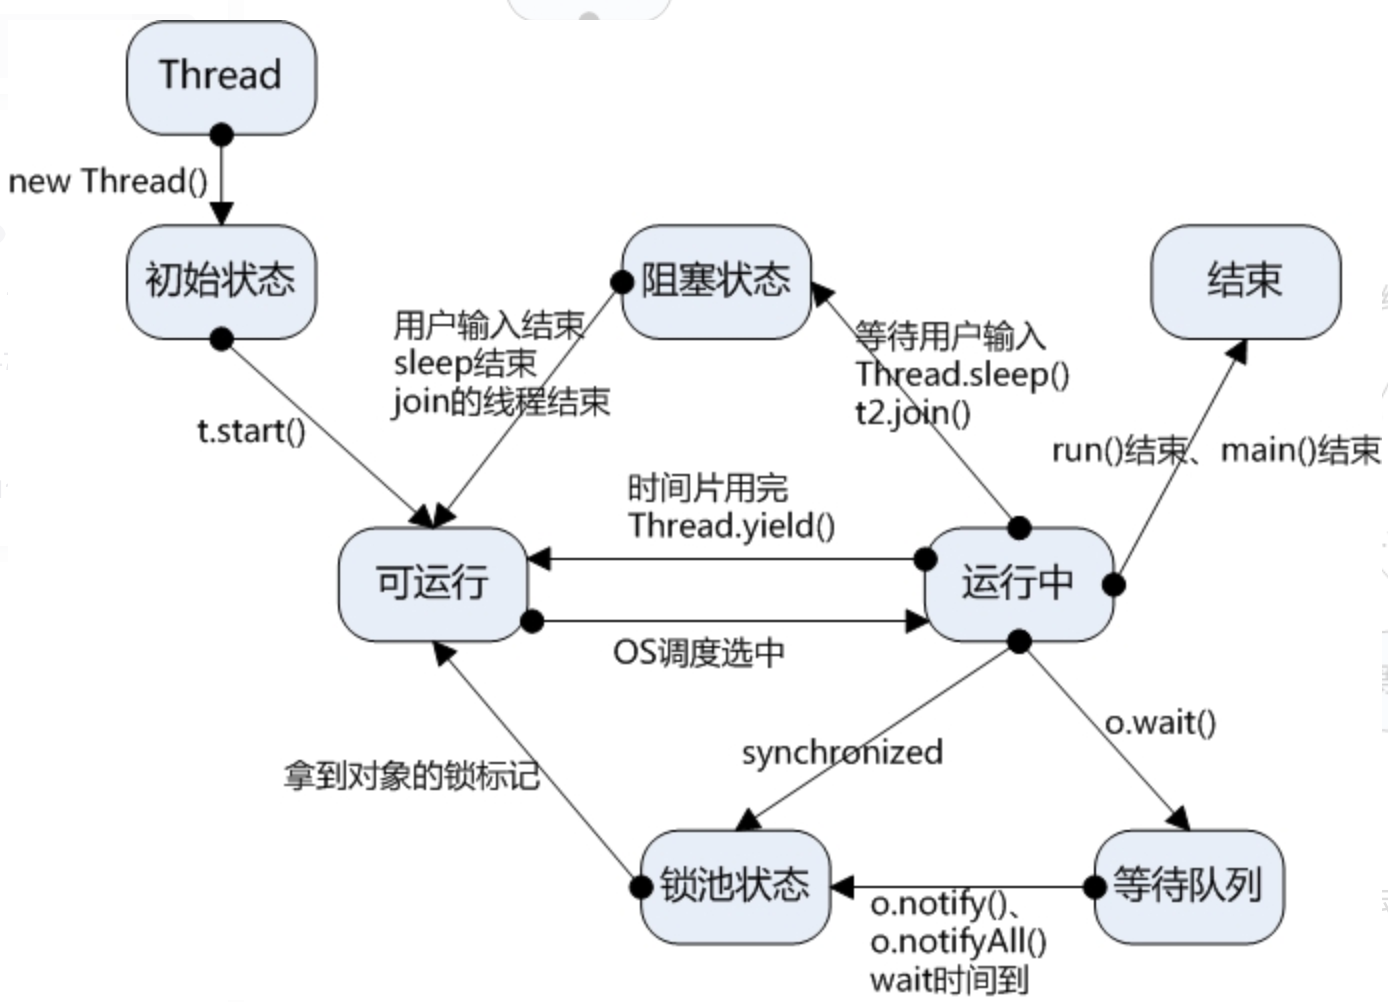 Thread
new Thread()
初始状态
阻塞状态
结束
用户输入结束
sleep结束
join的线程结束
等待用户输入
Thread.sleep()
t2.join()
t.start()
run()结束、main()结束
时间片用完
Thread.yield()
可运行
运行中
OS调度选中
o.wait()
synchronized
拿到对象的锁标记
锁池状态
等待队列
o.notify()、
o.notifyAll()
wait时间到